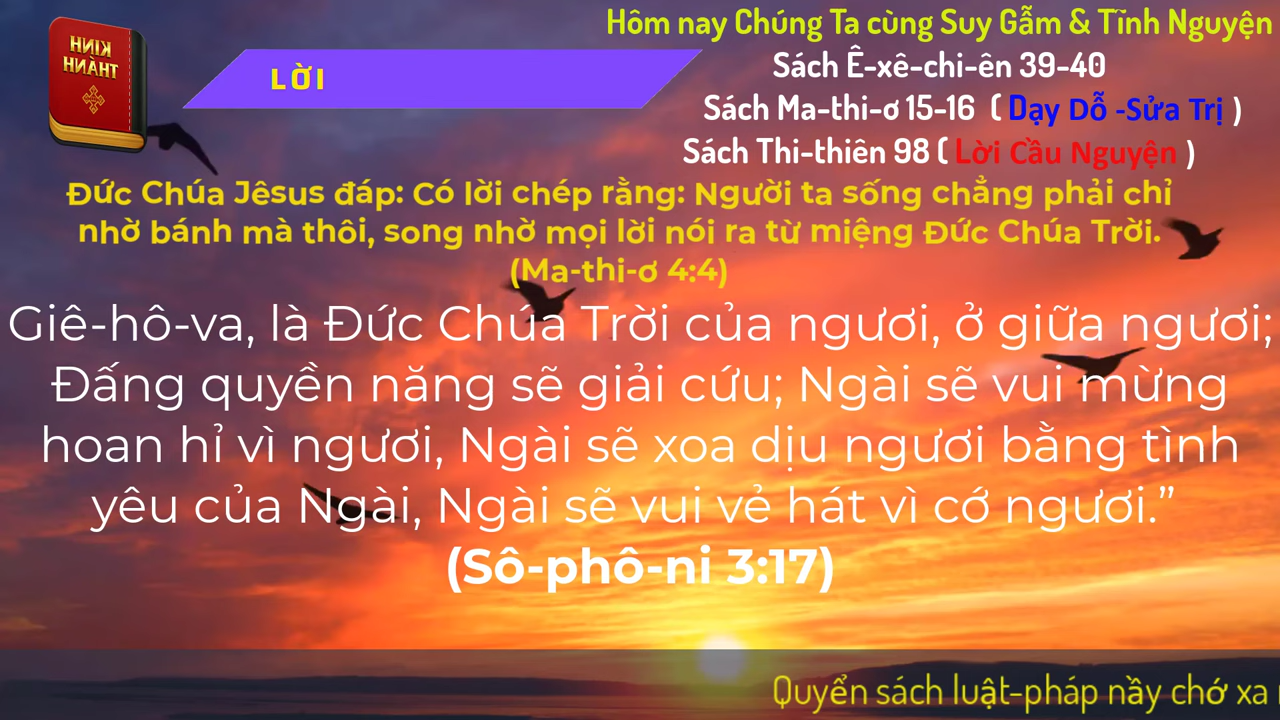 KINH
THÁNH
LỜI
Hôm nay Chúng Ta cùng Suy Gẫm & Tĩnh Nguyện
Sách Ê-xê-chi-ên 39-40
Sách Ma-thi-ơ 15-16 ( Dạy Dỗ -Sửa Trị )
Sách Thi-thiên 98 ( Lời Cầu Nguyện )
Đức Chúa Jêsus đáp: Có lời chép rằng: Người ta sống chẳng phải chỉ
nhờ bánh mà thôi, song nhờ mọi lời nói ra từ miệng Đức Chúa Trời.
(Ma-thi-ơ 4:4)
Giê-hô-va, là Đức Chúa Trời của ngươi, ở giữa ngươi;
Đấng quyền năng sẽ giải cứu; Ngài sẽ vui mừng
hoan hỉ vì ngươi, Ngài sẽ xoa dịu ngươi bằng tình
yêu của Ngài, Ngài sẽ vui vẻ hát vì cớ ngươi.”
(Sô-phô-ni 3:17)
Quyển sách luật-pháp nầy chớ xa